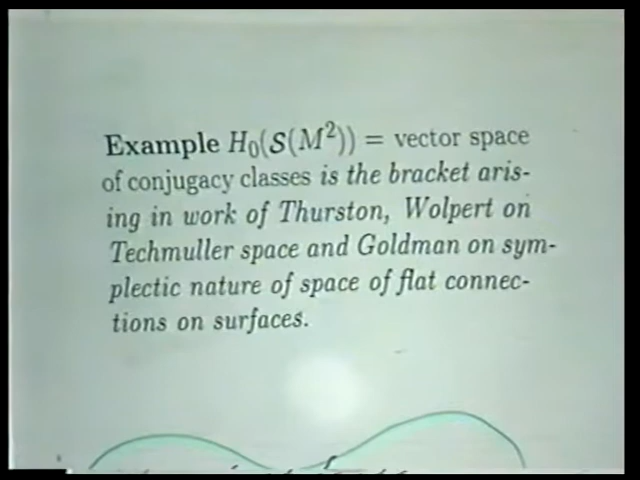 Example H₀(𝒮(M²)) = vector space
of conjugacy classes is the bracket aris-
ing in work of Thurston, Wolpert on
Techmuller space and Goldman on sym-
plectic nature of space of flat connec-
tions on surfaces.